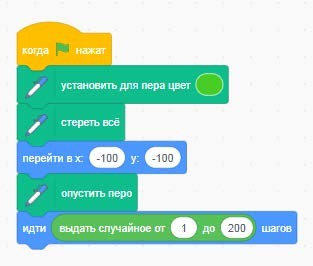 когда нажат
установить для пера цвет
стереть всё
перейти в x: -100 y: -100
опустить перо
идти выдать случайное от 1 до 200 шагов